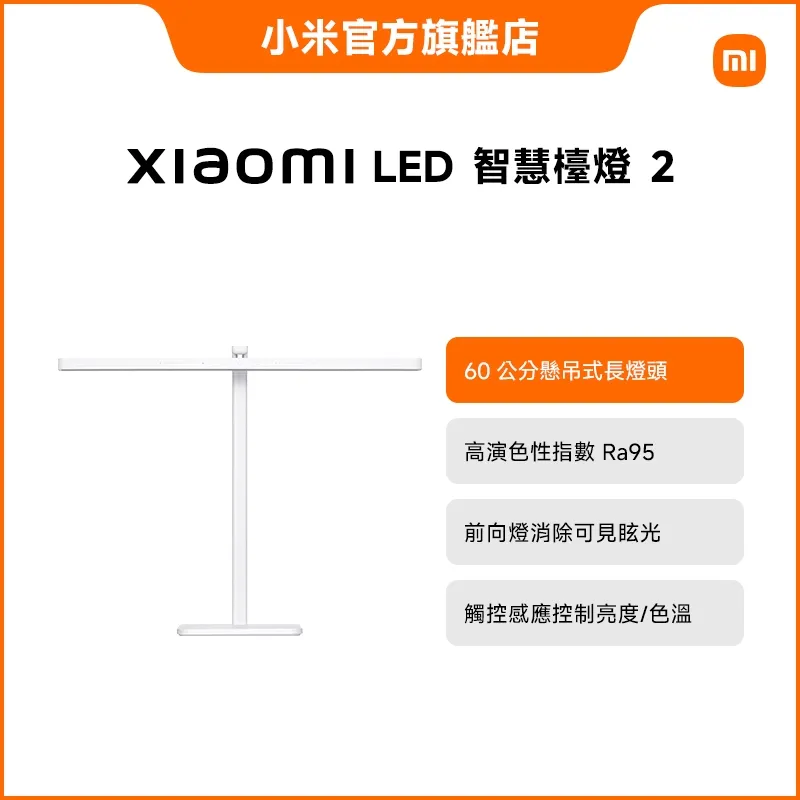 小米官方旗艦店
mi
xiaomi LED 智慧檯燈 2
60 公分懸吊式長燈頭
高演色性指數 Ra95
前向燈消除可見眩光
觸控感應控制亮度/色溫